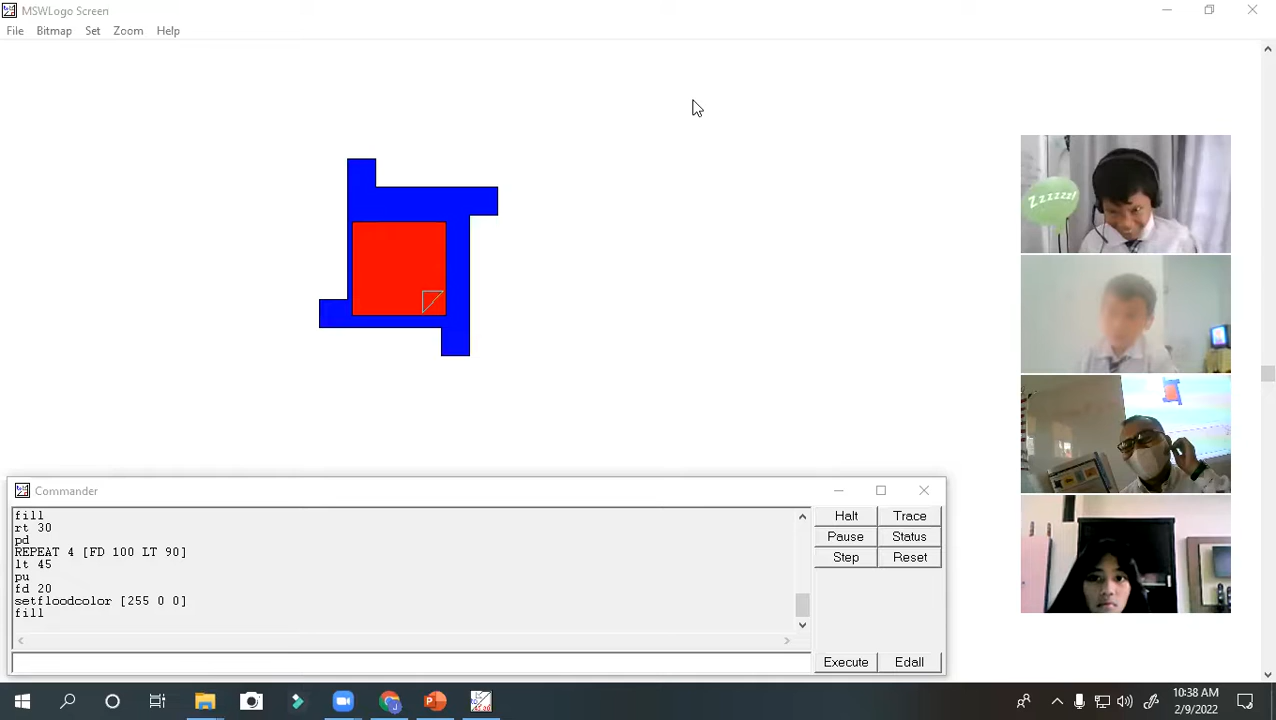 MSWLogo Screen
File Bitmap Set Zoom Help
Zzzzzzz!
Commander
fill
rt 30
pd
REPEAT 4 [FD 100 LT 90]
lt 45
pu
fd 20
setfloodcolor [255 0 0]
fill
Halt Trace
Pause Status
Step Reset
Execute Edall
10:38 AM
2/9/2022